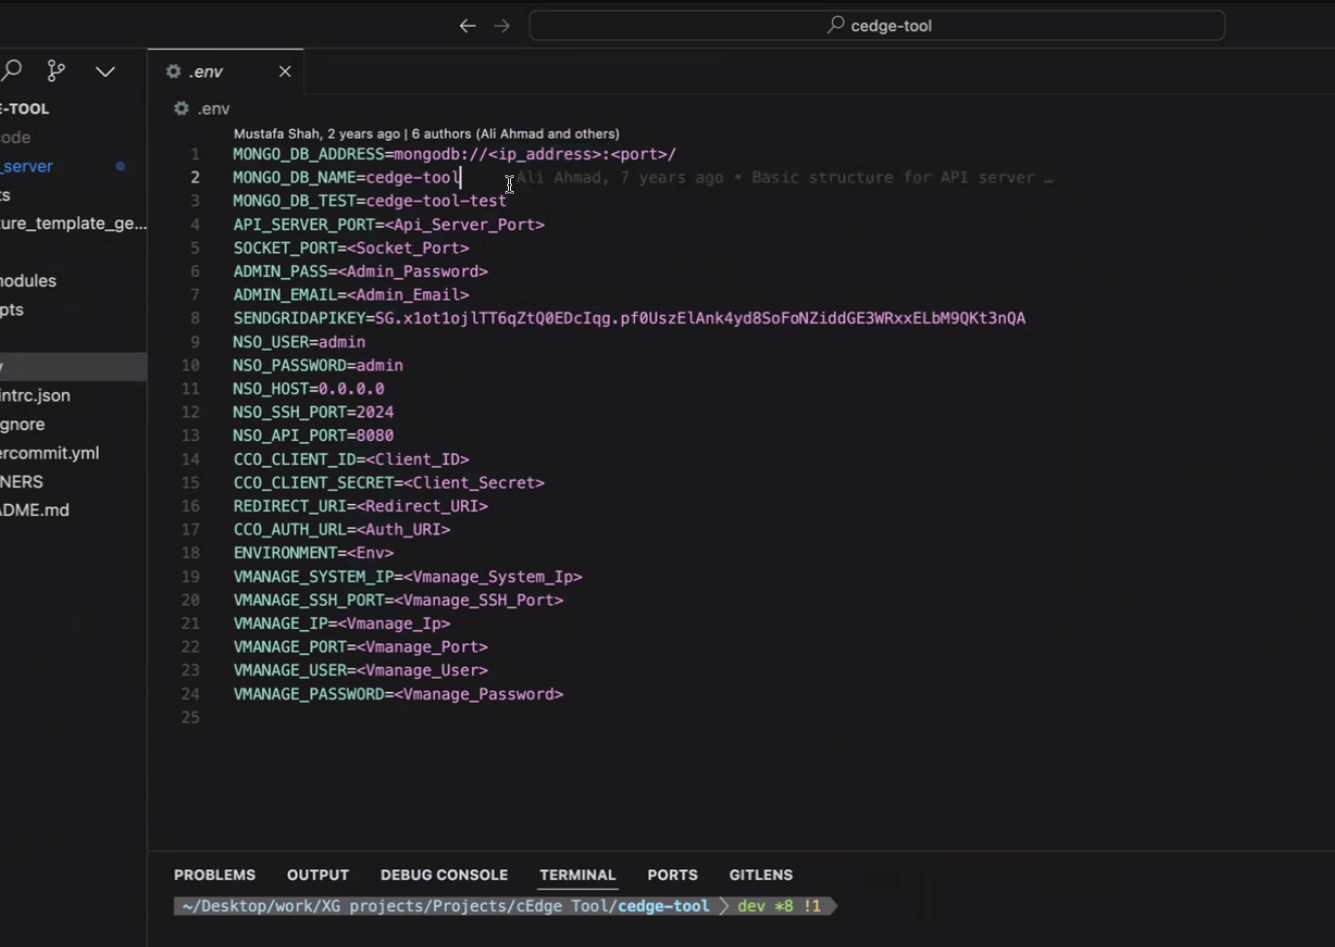 cedge-tool
.env
E-TOOL
ode
_server
ts
ure_template_ge...
nodules
pts
intrc.json
gnore
ercommit.yml
NERS
ADME.md
.env
Mustafa Shah, 2 years ago | 6 authors (Ali Ahmad and others)
1 MONGO_DB_ADDRESS=mongodb://<ip_address>:<port>/
2 MONGO_DB_NAME=cedge-tool Ali Ahmad, 7 years ago • Basic structure for API server …
3 MONGO_DB_TEST=cedge-tool-test
4 API_SERVER_PORT=<Api_Server_Port>
5 SOCKET_PORT=<Socket_Port>
6 ADMIN_PASS=<Admin_Password>
7 ADMIN_EMAIL=<Admin_Email>
8 SENDGRIDAPIKEY=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
9 NSO_USER=admin
10 NSO_PASSWORD=admin
11 NSO_HOST=0.0.0.0
12 NSO_SSH_PORT=2024
13 NSO_API_PORT=8080
14 CCO_CLIENT_ID=<Client_ID>
15 CCO_CLIENT_SECRET=<Client_Secret>
16 REDIRECT_URI=<Redirect_URI>
17 CCO_AUTH_URL=<Auth_URI>
18 ENVIRONMENT=<Env>
19 VMANAGE_SYSTEM_IP=<Vmanage_System_Ip>
20 VMANAGE_SSH_PORT=<Vmanage_SSH_Port>
21 VMANAGE_IP=<Vmanage_Ip>
22 VMANAGE_PORT=<Vmanage_Port>
23 VMANAGE_USER=<Vmanage_User>
24 VMANAGE_PASSWORD=<Vmanage_Password>
25
PROBLEMS OUTPUT DEBUG CONSOLE TERMINAL PORTS GITLENS
~/Desktop/work/XG projects/Projects/cEdge Tool/cedge-tool dev *8 !1